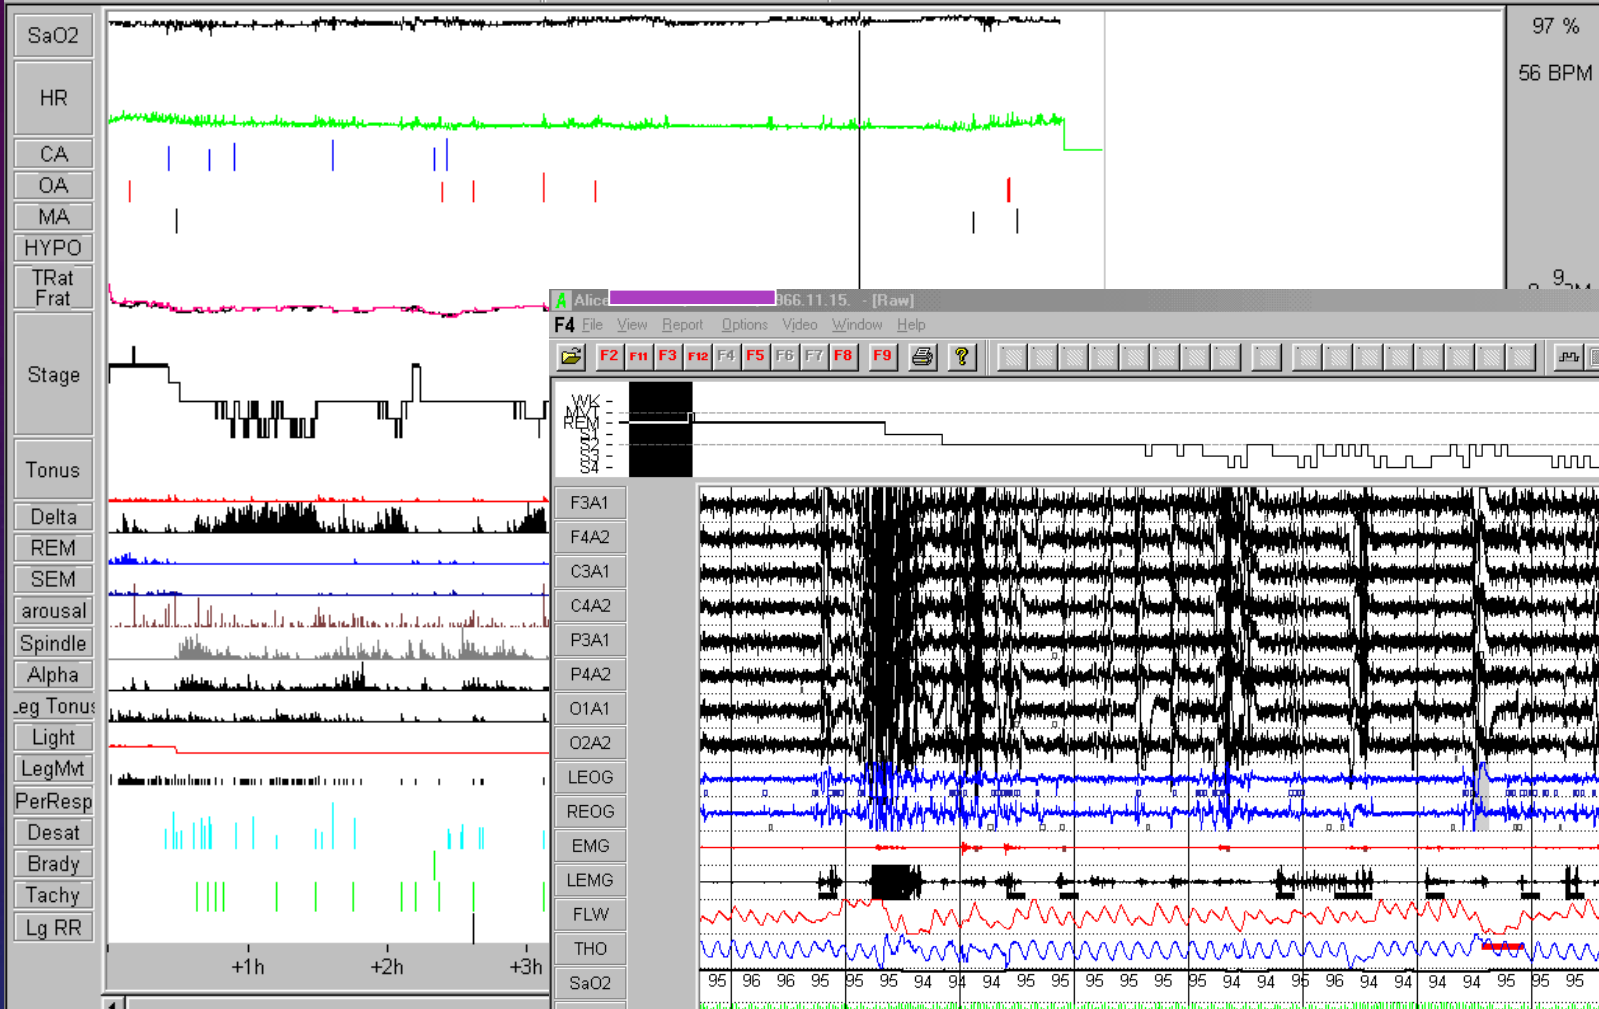 SaO2
97 %
HR
56 BPM
CA
OA
MA
HYPO
TRat
Frat
Stage
Tonus
Delta
REM
SEM
arousal
Spindle
Alpha
Leg Tonus
Light
LegMvt
PerResp
Desat
Brady
Tachy
Lg RR
+1h +2h +3h
Alice 966.11.15. - [Raw]
F4 File View Report Options Video Window Help
F2 F11 F3 F12 F4 F5 F6 F7 F8 F9 ?
WK
MVT
REM
S1
S2
S3
S4
F3A1
F4A2
C3A1
C4A2
P3A1
P4A2
O1A1
O2A2
LEOG
REOG
EMG
LEMG
FLW
THO
SaO2 95 96 96 95 95 95 94 94 94 95 95 95 95 94 94 95 96 94 94 94 94 95 95 95